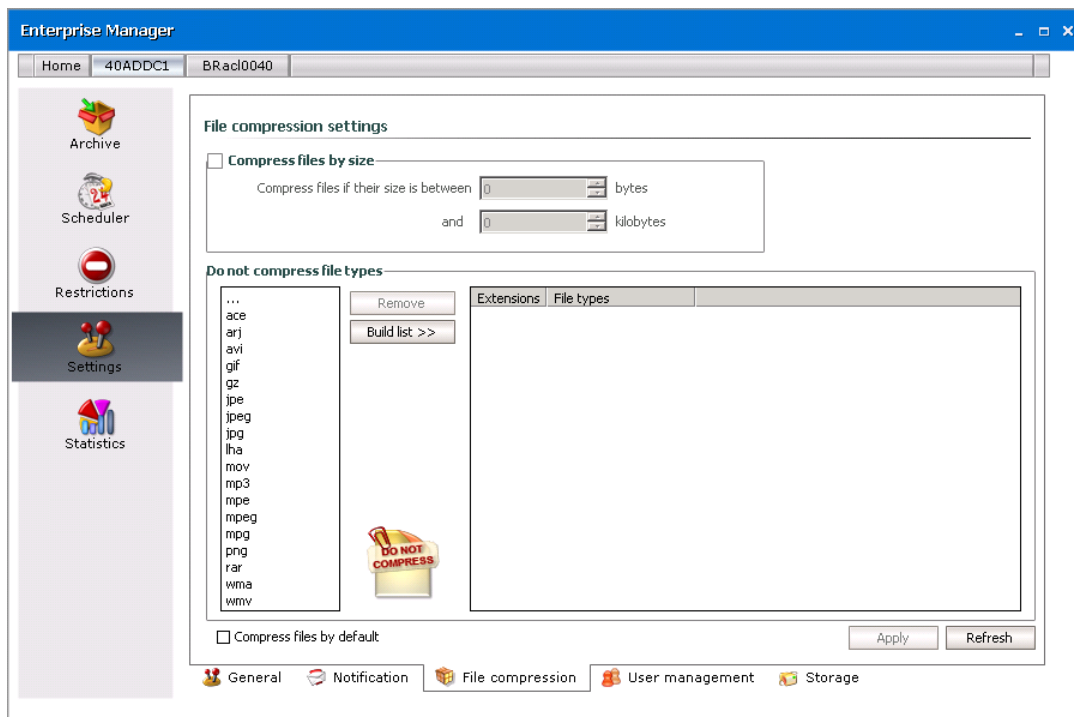 Enterprise Manager
Home 40ADDC1 BRacl0040
Archive
24
Scheduler
Restrictions
Settings
Statistics
File compression settings
Compress files by size
Compress files if their size is between 0 bytes
and 0 kilobytes
Do not compress file types
...
ace
arj
avi
gif
gz
jpe
jpeg
jpg
lha
mov
mp3
mpe
mpeg
mpg
png
rar
wma
wmv
Remove
Build list >>
DO NOT
COMPRESS
Extensions File types
Compress files by default
Apply Refresh
General Notification File compression User management Storage